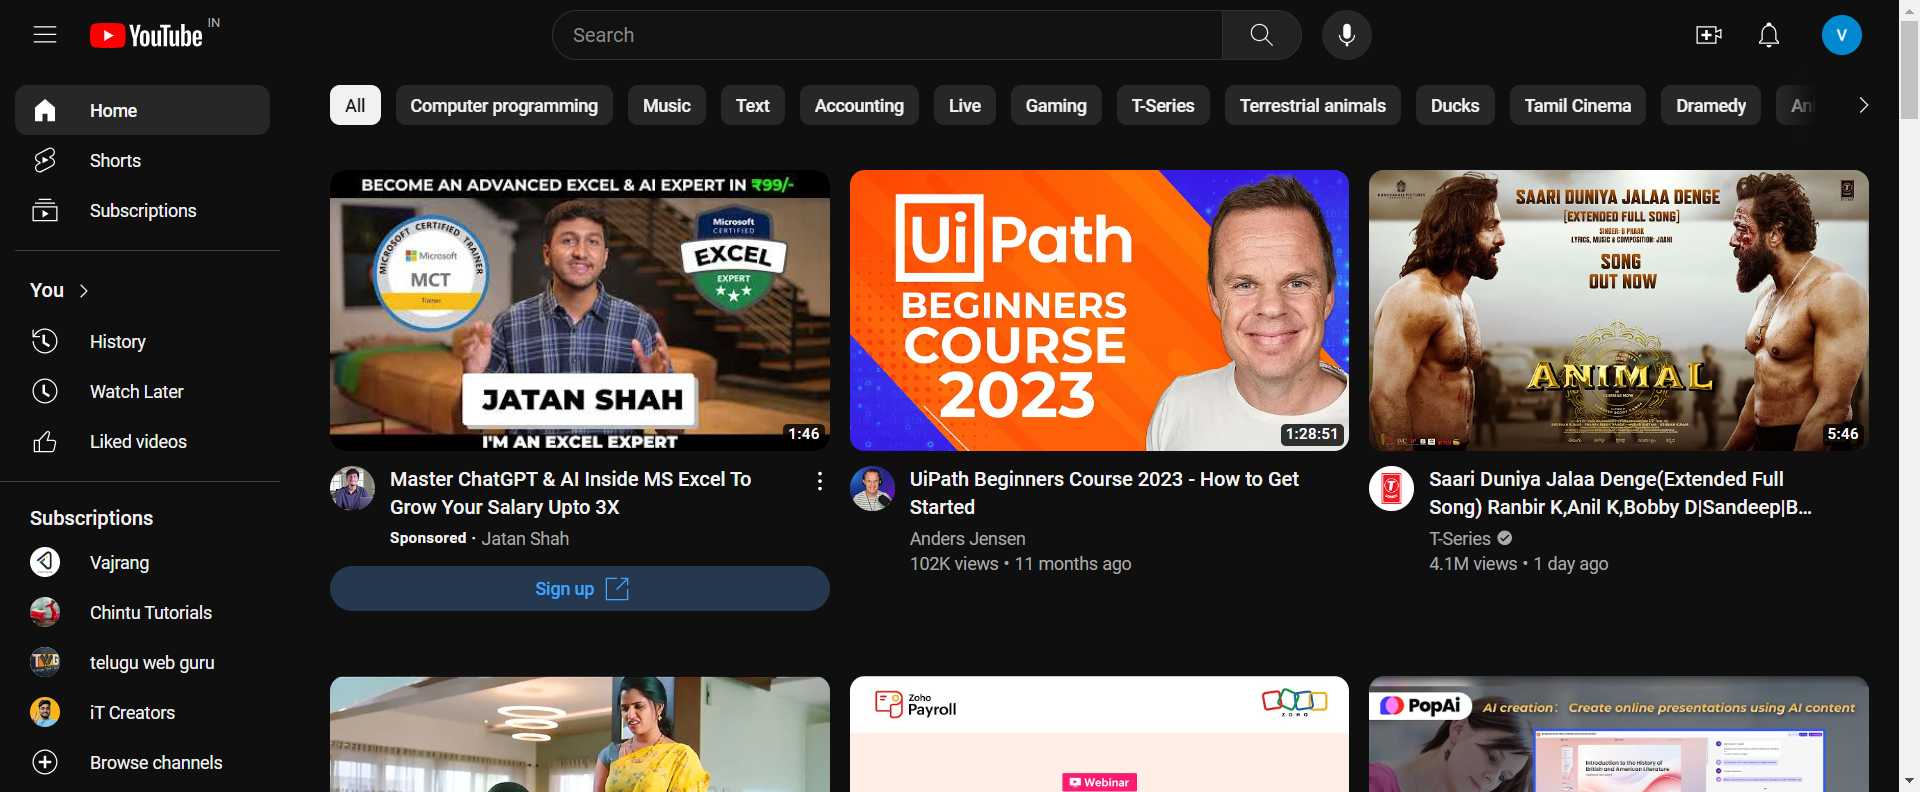 YouTube IN
Search
V
Home
Shorts
Subscriptions
You
History
Watch Later
Liked videos
Subscriptions
Vajrang
Chintu Tutorials
telugu web guru
iT Creators
Browse channels
All
Computer programming
Music
Text
Accounting
Live
Gaming
T-Series
Terrestrial animals
Ducks
Tamil Cinema
Dramedy
An
BECOME AN ADVANCED EXCEL & AI EXPERT IN ₹99/-
MICROSOFT CERTIFIED TRAINER
Microsoft
MCT
Trainer
Microsoft
CERTIFIED
EXCEL
EXPERT
JATAN SHAH
I'M AN EXCEL EXPERT
1:46
Master ChatGPT & AI Inside MS Excel To
Grow Your Salary Upto 3X
Sponsored · Jatan Shah
Sign up
UiPath
BEGINNERS
COURSE
2023
1:28:51
UiPath Beginners Course 2023 - How to Get
Started
Anders Jensen
102K views • 11 months ago
SAARI DUNIYA JALAA DENGE
[EXTENDED FULL SONG]
SINGER: B PRAAK
LYRICS, MUSIC & COMPOSITION: JAANI
SONG
OUT NOW
ANIMAL
5:46
Saari Duniya Jalaa Denge(Extended Full
Song) Ranbir K,Anil K,Bobby D|Sandeep|B...
T-Series
4.1M views • 1 day ago
TWG
Zoho
Payroll
ZOHO
Webinar
PopAi
AI creation: Create online presentations using AI content
Introduction to the History of
British and American Literature